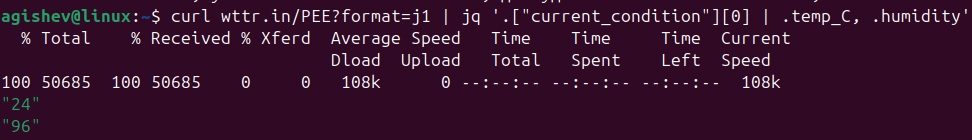 agishev@linux:~$ curl wttr.in/PEE?format=j1 | jq '.["current_condition"][0] | .temp_C, .humidity'
  % Total    % Received % Xferd  Average Speed   Time    Time     Time  Current
                                 Dload  Upload   Total   Spent    Left  Speed
100 50685  100 50685    0     0   108k      0 --:--:-- --:--:-- --:--:--  108k
"24"
"96"